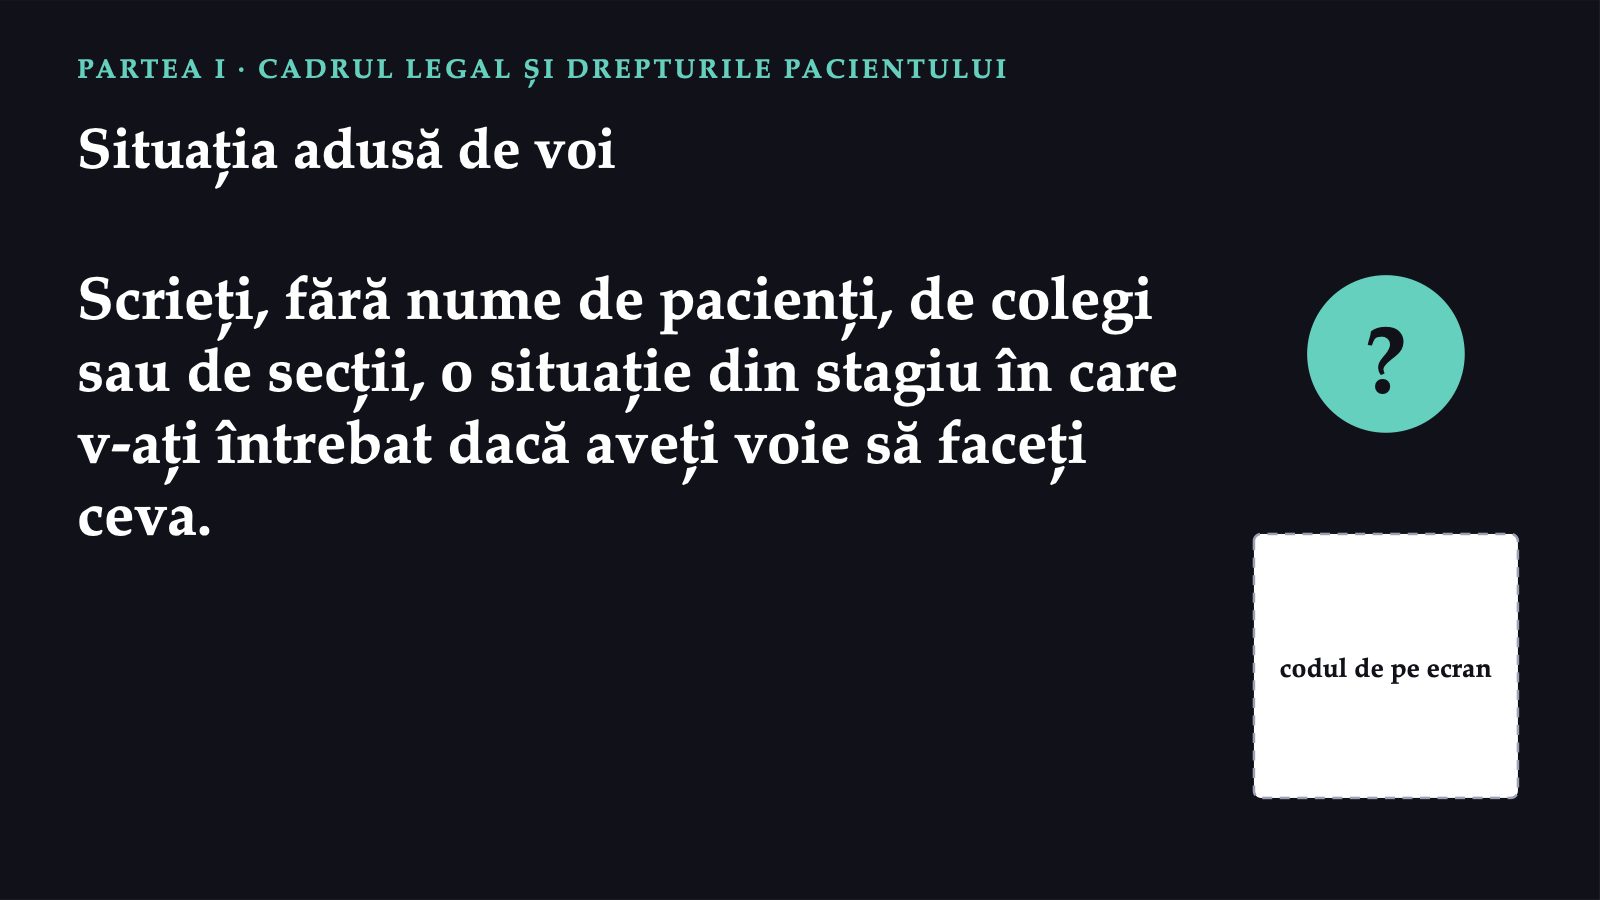 PARTEA I · CADRUL LEGAL ȘI DREPTURILE PACIENTULUI
Situația adusă de voi
Scrieți, fără nume de pacienți, de colegi
sau de secții, o situație din stagiu în care
v-ați întrebat dacă aveți voie să faceți
ceva.
?
codul de pe ecran